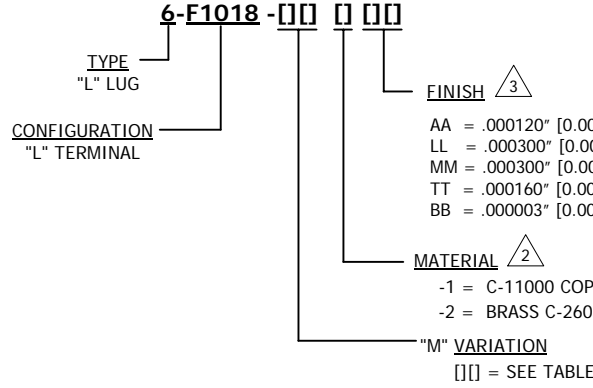 6-F1018 -[][] [] [][]
TYPE
"L" LUG
CONFIGURATION
"L" TERMINAL
FINISH 3
AA = .000120" [0.00
LL = .000300" [0.00
MM = .000300" [0.00
TT = .000160" [0.00
BB = .000003" [0.00
MATERIAL 2
-1 = C-11000 COP
-2 = BRASS C-260
"M" VARIATION
[][] = SEE TABLE